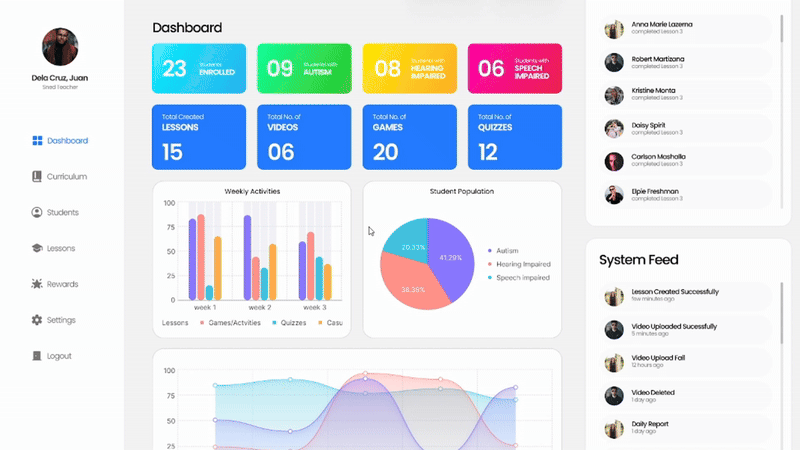 Dela Cruz, Juan
Sned Teacher
Dashboard
Curriculum
Students
Lessons
Rewards
Settings
Logout
Dashboard
23
Students
ENROLLED
09
Students with
AUTISM
08
Students with
HEARING
IMPAIRED
06
Students with
SPEECH
IMPAIRED
Total Created
LESSONS
15
Total No. of
VIDEOS
06
Total No. of
GAMES
20
Total No. of
QUIZZES
12
Weekly Activities
100
75
50
25
0
week 1
week 2
week 3
Lessons
Games/Activities
Quizzes
Casu
Student Population
20.33%
41.29%
38.38%
Autism
Hearing Impaired
Speech Impaired
100
75
50
25
Anna Marie Lazema
completed Lesson 3
Robert Martizana
completed Lesson 3
Kristine Monta
completed Lesson 3
Daisy Spirit
completed Lesson 3
Carlson Masholla
completed Lesson 3
Elpie Freshman
completed Lesson 3
System Feed
Lesson Created Successfully
few minutes ago
Video Uploaded Sucessfully
5 minutes ago
Video Upload Fail
12 hours ago
Video Deleted
1 day ago
Daily Report
1 day ago